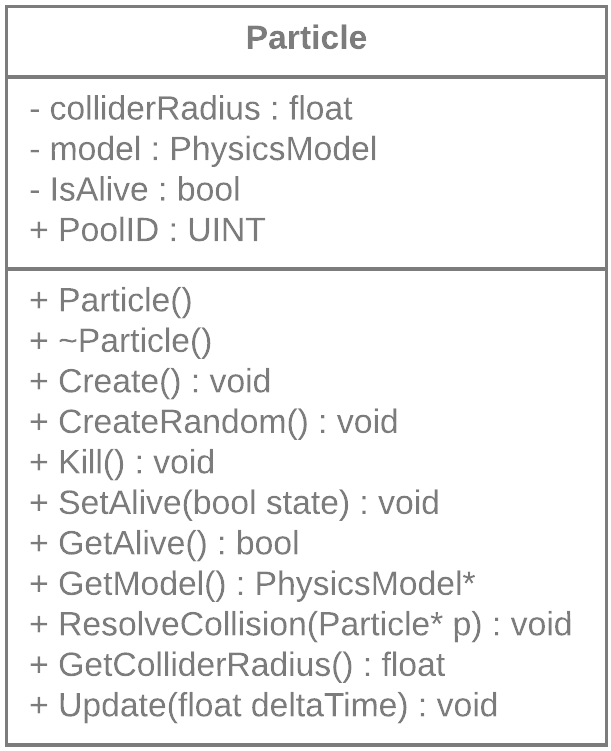 Particle
- colliderRadius : float
- model : PhysicsModel
- IsAlive : bool
+ PoolID : UINT
+ Particle()
+ ~Particle()
+ Create() : void
+ CreateRandom() : void
+ Kill() : void
+ SetAlive(bool state) : void
+ GetAlive() : bool
+ GetModel() : PhysicsModel*
+ ResolveCollision(Particle* p) : void
+ GetColliderRadius() : float
+ Update(float deltaTime) : void